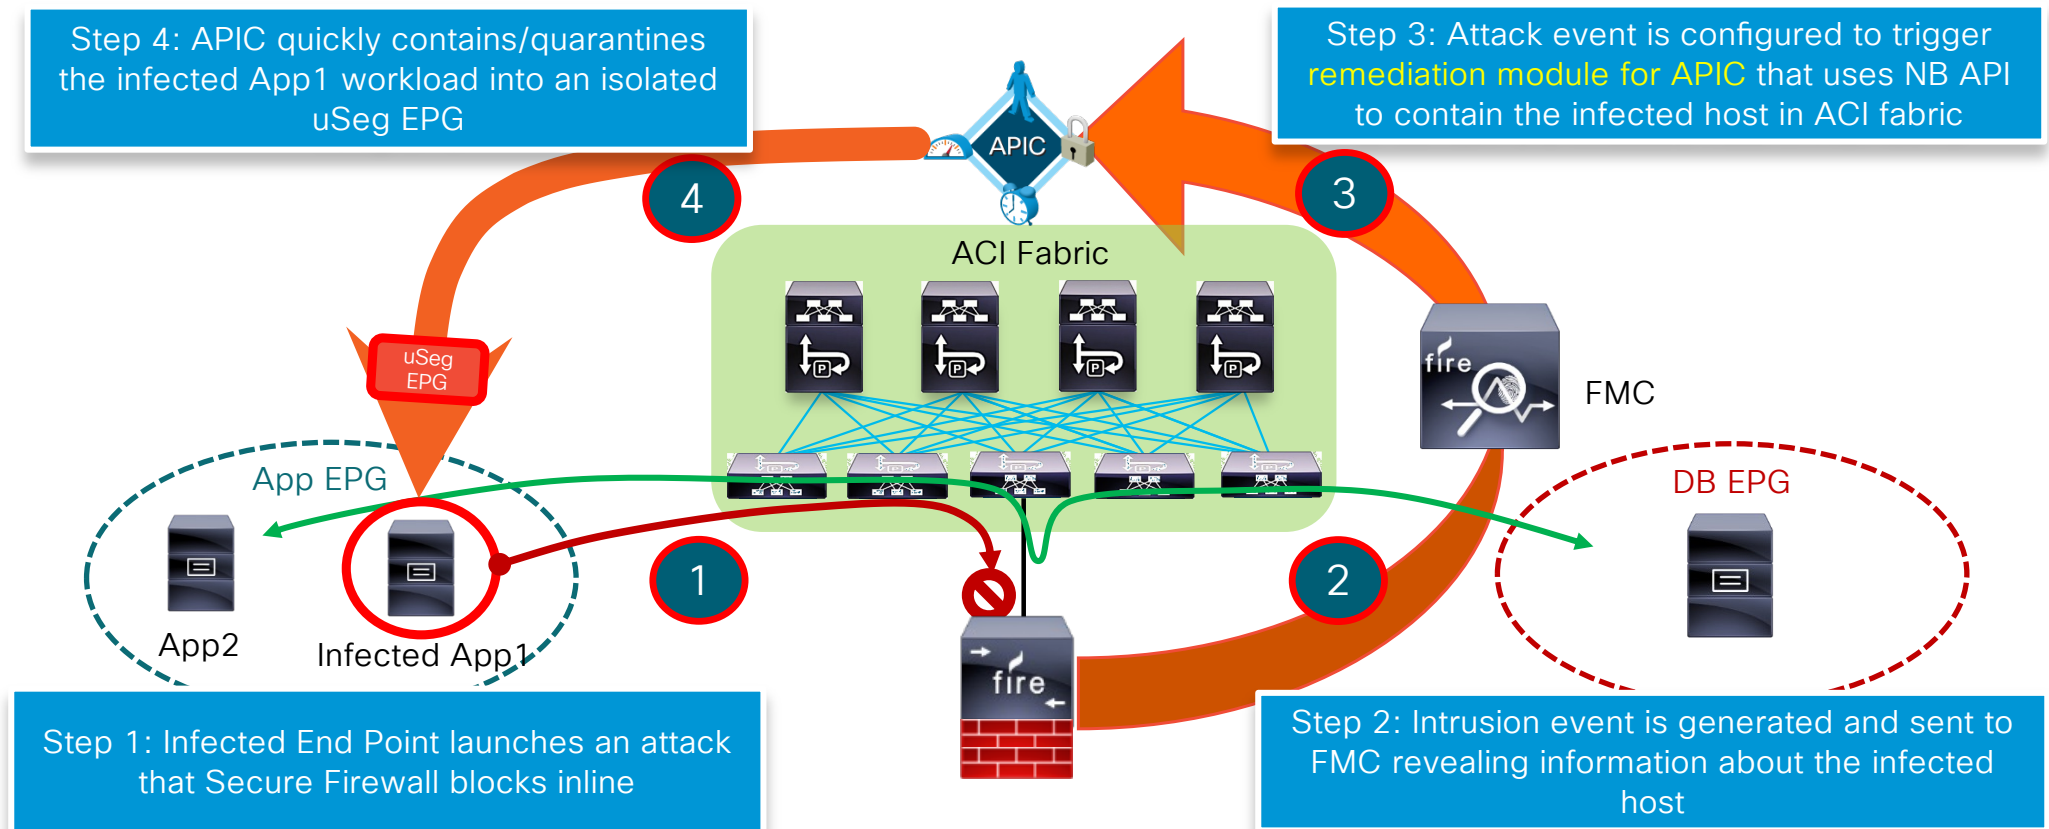 Step 4: APIC quickly contains/quarantines
the infected App1 workload into an isolated
uSeg EPG
Step 3: Attack event is configured to trigger
remediation module for APIC that uses NB API
to contain the infected host in ACI fabric
APIC
4
3
ACI Fabric
P
P
P
P
uSeg
EPG
fire
FMC
App EPG
DB EPG
1
2
App2
Infected App1
fire
Step 1: Infected End Point launches an attack
that Secure Firewall blocks inline
Step 2: Intrusion event is generated and sent to
FMC revealing information about the infected
host